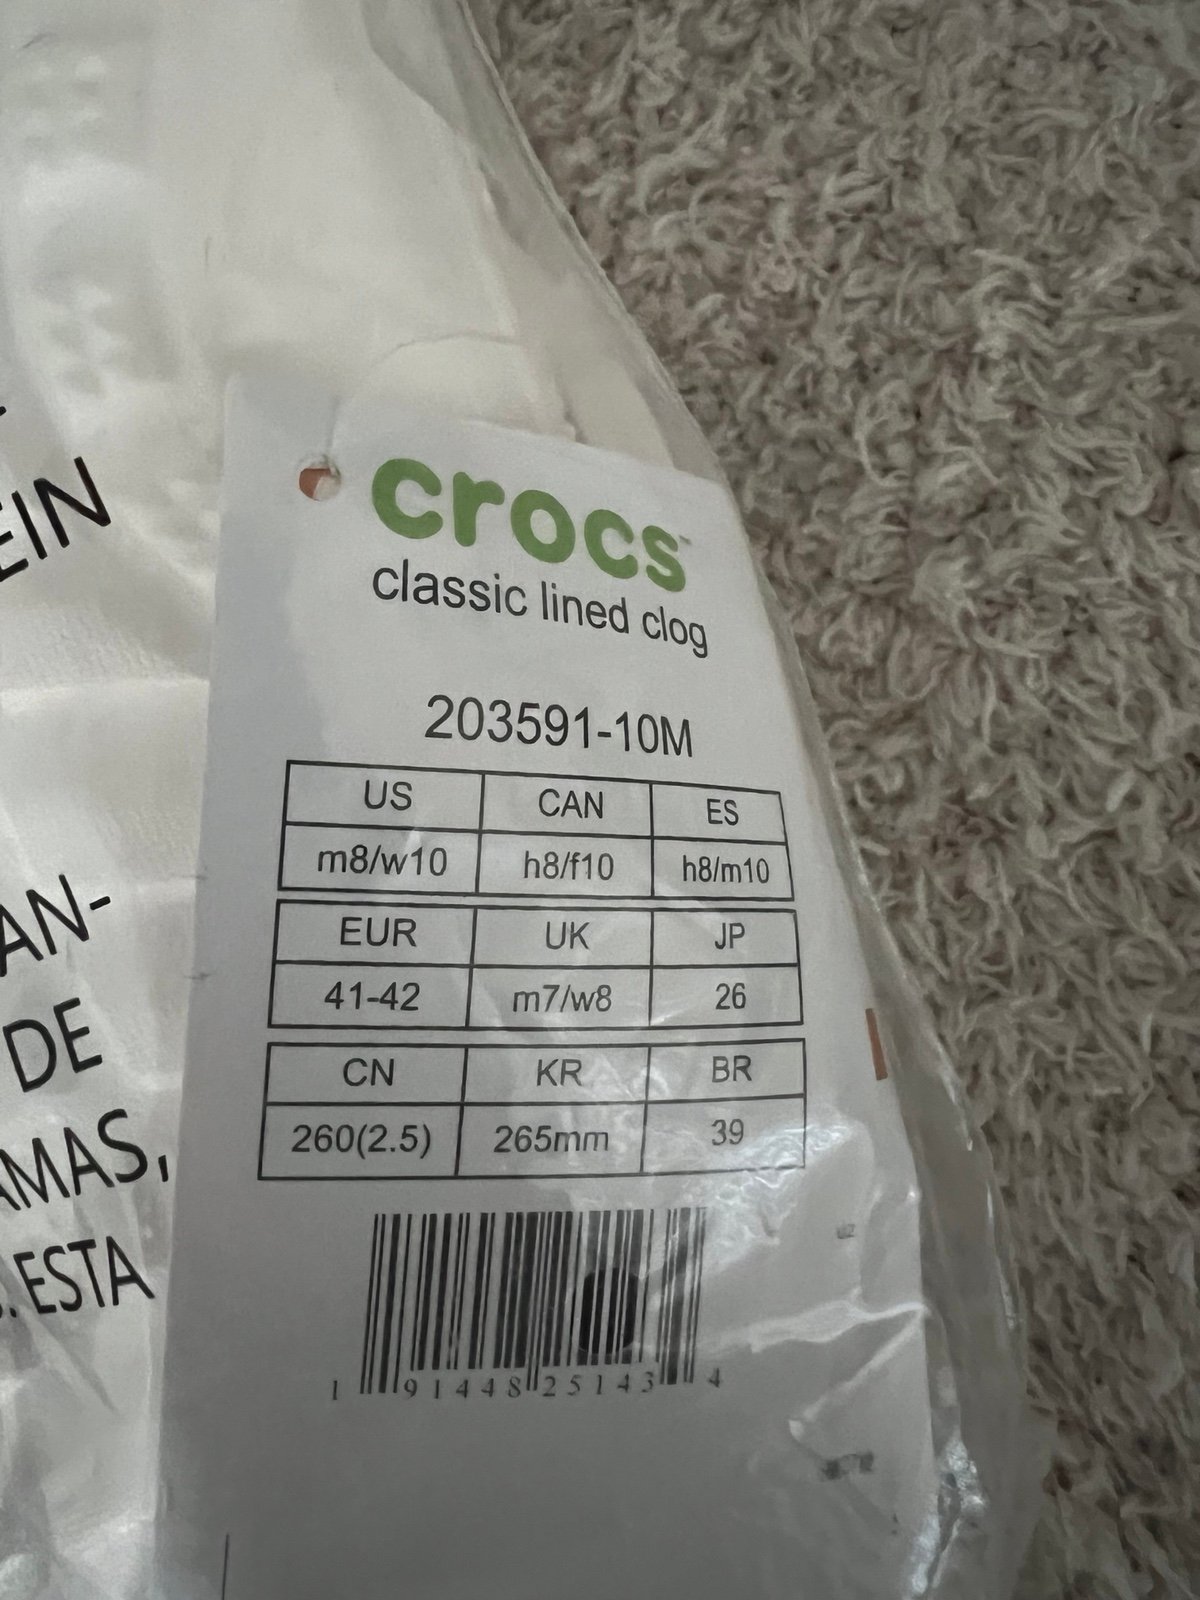 EIN
AN-
DE
AMAS,
. ESTA
crocs™
classic lined clog
203591-10M
US CAN ES
m8/w10 h8/f10 h8/m10
EUR UK JP
41-42 m7/w8 26
CN KR BR
260(2.5) 265mm 39
1 91448 25143 4